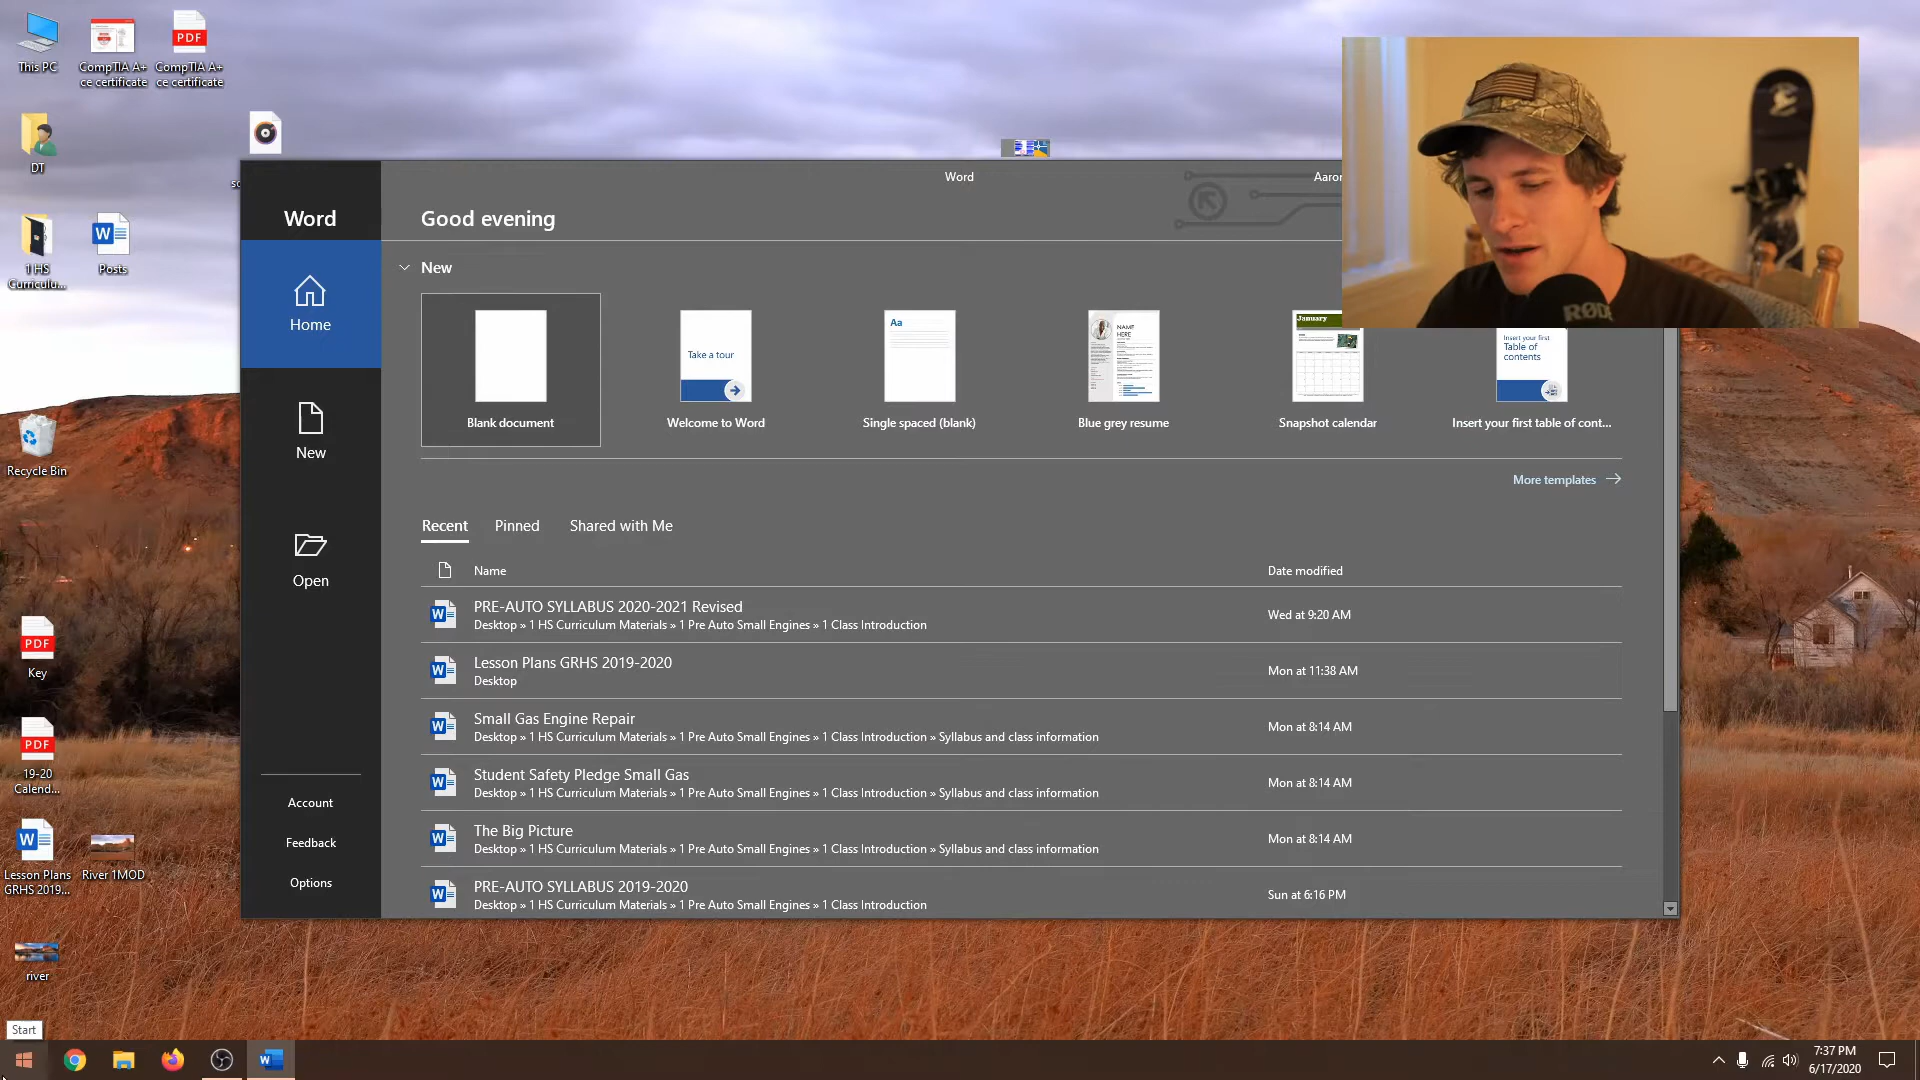 This PC
CompTIA A+
ce certificate
CompTIA A+
ce certificate
PDF
DT
1 HS
Curriculu...
Posts
Recycle Bin
PDF
Key
PDF
19-20
Calend...
Lesson Plans
GRHS 2019...
River 1MOD
river
Start
Word
Word
Home
New
Open
Account
Feedback
Options
Good evening
New
Blank document
Take a tour
Welcome to Word
Aa
Single spaced (blank)
NAME
HERE
Blue grey resume
January
Snapshot calendar
Insert your first
Table of
contents
Insert your first table of cont...
More templates
Recent Pinned Shared with Me
Name Date modified
PRE-AUTO SYLLABUS 2020-2021 Revised
Desktop » 1 HS Curriculum Materials » 1 Pre Auto Small Engines » 1 Class Introduction
Wed at 9:20 AM
Lesson Plans GRHS 2019-2020
Desktop
Mon at 11:38 AM
Small Gas Engine Repair
Desktop » 1 HS Curriculum Materials » 1 Pre Auto Small Engines » 1 Class Introduction » Syllabus and class information
Mon at 8:14 AM
Student Safety Pledge Small Gas
Desktop » 1 HS Curriculum Materials » 1 Pre Auto Small Engines » 1 Class Introduction » Syllabus and class information
Mon at 8:14 AM
The Big Picture
Desktop » 1 HS Curriculum Materials » 1 Pre Auto Small Engines » 1 Class Introduction » Syllabus and class information
Mon at 8:14 AM
PRE-AUTO SYLLABUS 2019-2020
Desktop » 1 HS Curriculum Materials » 1 Pre Auto Small Engines » 1 Class Introduction
Sun at 6:16 PM
7:37 PM
6/17/2020